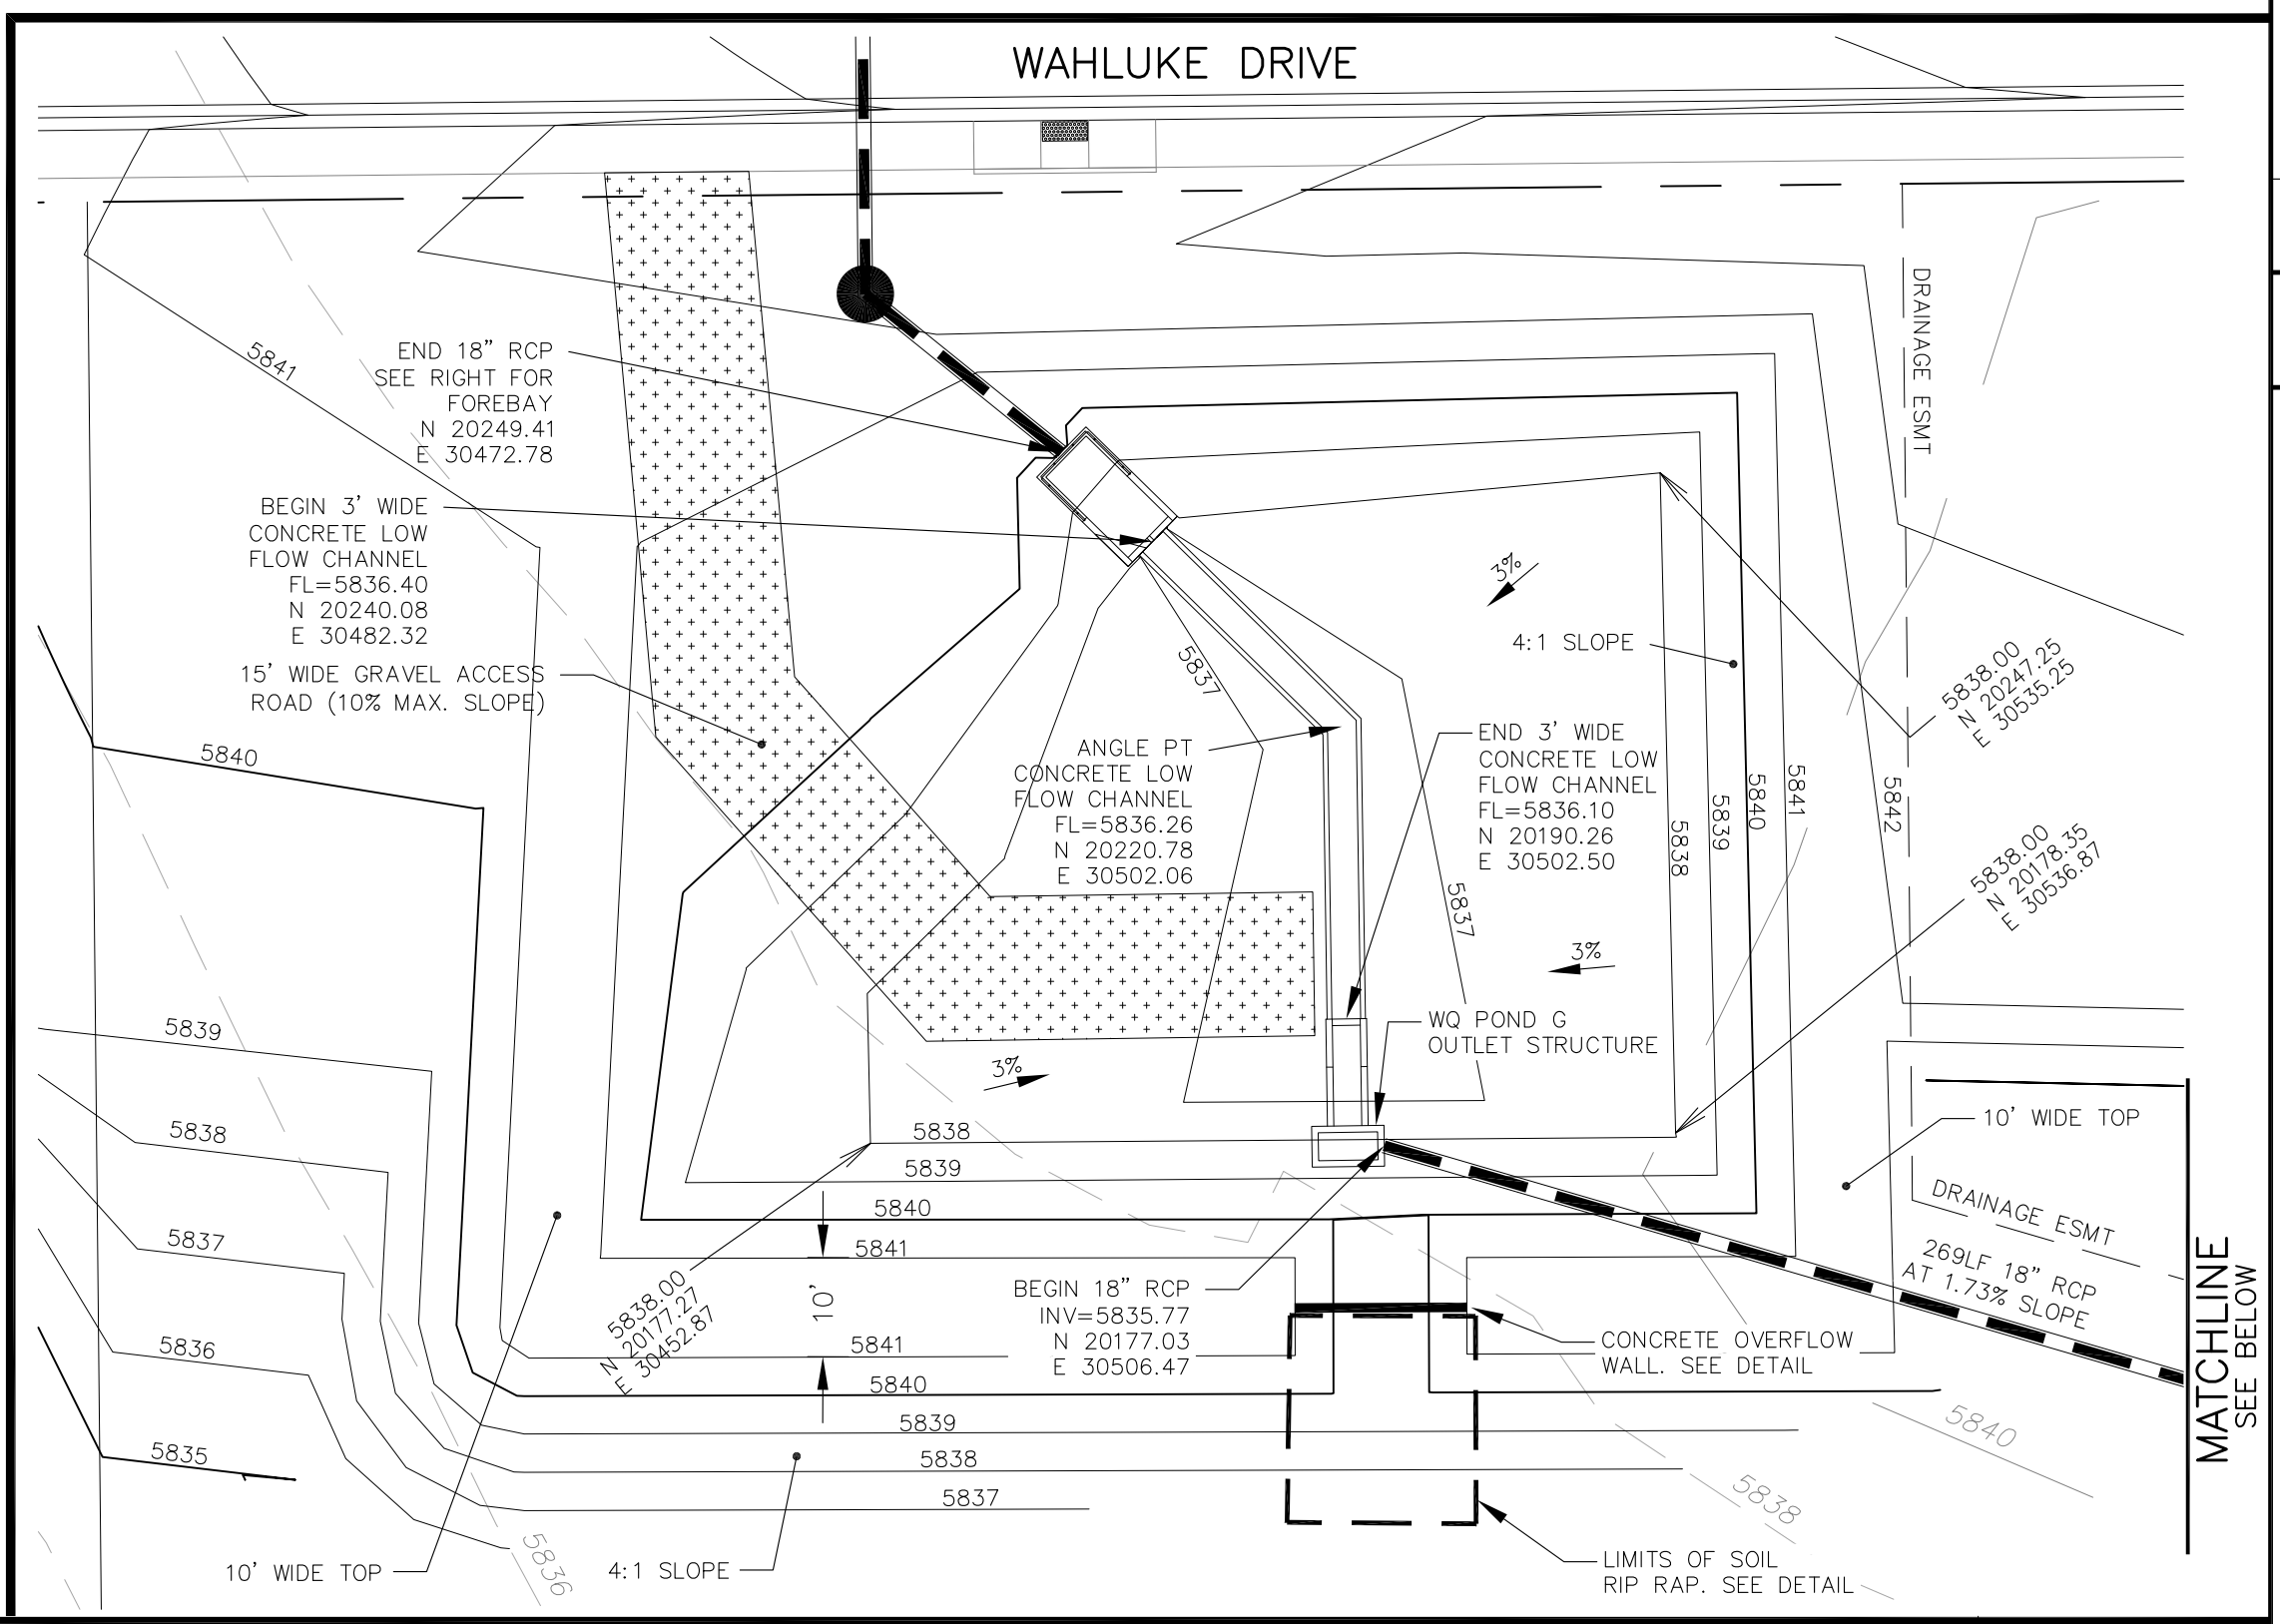 WAHLUKE DRIVE
DRAINAGE ESMT
5841
END 18" RCP
SEE RIGHT FOR
FOREBAY
N 20249.41
E 30472.78
BEGIN 3' WIDE
CONCRETE LOW
FLOW CHANNEL
FL=5836.40
N 20240.08
E 30482.32
15' WIDE GRAVEL ACCESS
ROAD (10% MAX. SLOPE)
5840
5837
3%
4:1 SLOPE
5838.00
N 20247.25
E 30535.25
ANGLE PT
CONCRETE LOW
FLOW CHANNEL
FL=5836.26
N 20220.78
E 30502.06
END 3' WIDE
CONCRETE LOW
FLOW CHANNEL
FL=5836.10
N 20190.26
E 30502.50
5837
5838
5839
5840
5841
5842
5838.00
N 20178.35
E 30536.87
3%
WQ POND G
OUTLET STRUCTURE
3%
5839
5838
5837
5836
5835
5838
5839
5840
5841
10'
5841
5840
5839
5838
5837
5838.00
N 20177.27
E 30452.87
BEGIN 18" RCP
INV=5835.77
N 20177.03
E 30506.47
10' WIDE TOP
DRAINAGE ESMT
269LF 18" RCP
AT 1.73% SLOPE
CONCRETE OVERFLOW
WALL. SEE DETAIL
MATCHLINE
SEE BELOW
5840
5838
5836
10' WIDE TOP
4:1 SLOPE
LIMITS OF SOIL
RIP RAP. SEE DETAIL